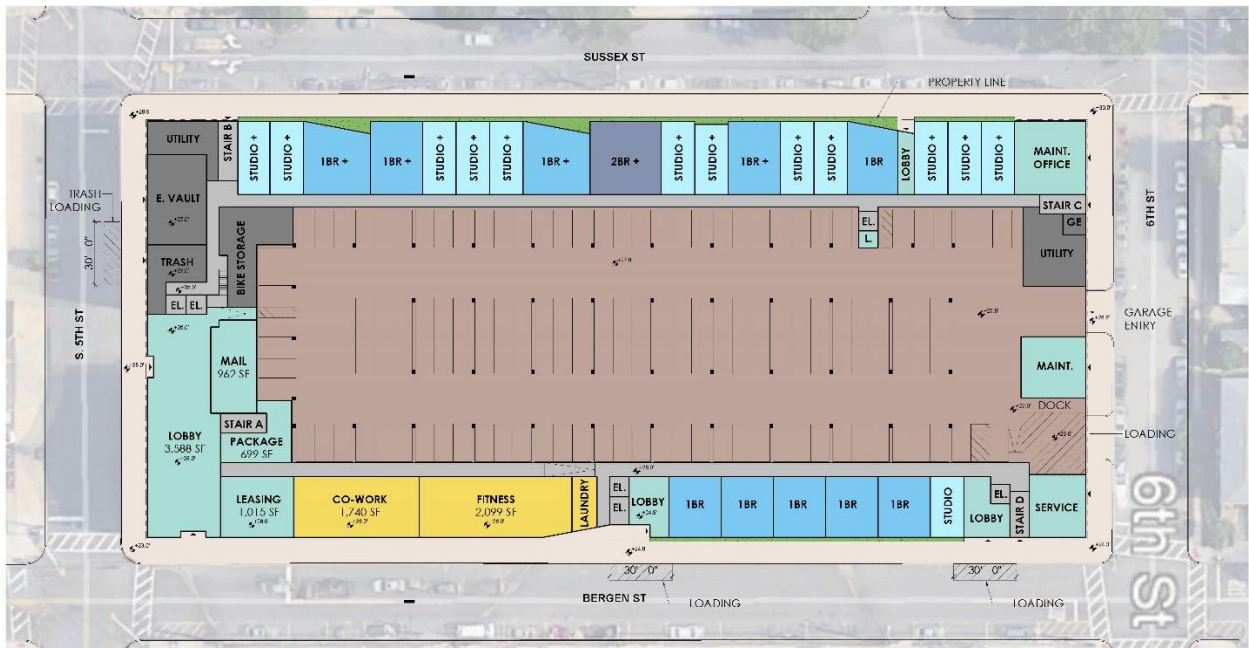 SUSSEX ST
PROPERTY LINE
UTILITY
STAIR B
STUDIO +
STUDIO +
1BR +
1BR +
STUDIO +
STUDIO +
STUDIO +
1BR +
2BR +
STUDIO +
STUDIO +
1BR +
STUDIO +
STUDIO +
1BR
LOBBY
STUDIO +
STUDIO +
STUDIO +
MAINT.
OFFICE
TRASH
LOADING
E. VAULT
+27.0'
30' - 0"
TRASH
BIKE STORAGE
EL.
EL.
EL.
L.
STAIR C
GE
UTILITY
6TH ST
S. 5TH ST
GARAGE
ENTRY
MAIL
962 SF
MAINT.
STAIR A
PACKAGE
699 SF
LOBBY
3,588 SF
DOCK
LOADING
LEASING
1,015 SF
CO-WORK
1,740 SF
FITNESS
2,099 SF
LAUNDRY
EL.
EL.
LOBBY
1BR
1BR
1BR
1BR
1BR
STUDIO
EL.
LOBBY
STAIR D
SERVICE
6th St
30' 0"
30' 0"
BERGEN ST
LOADING
LOADING